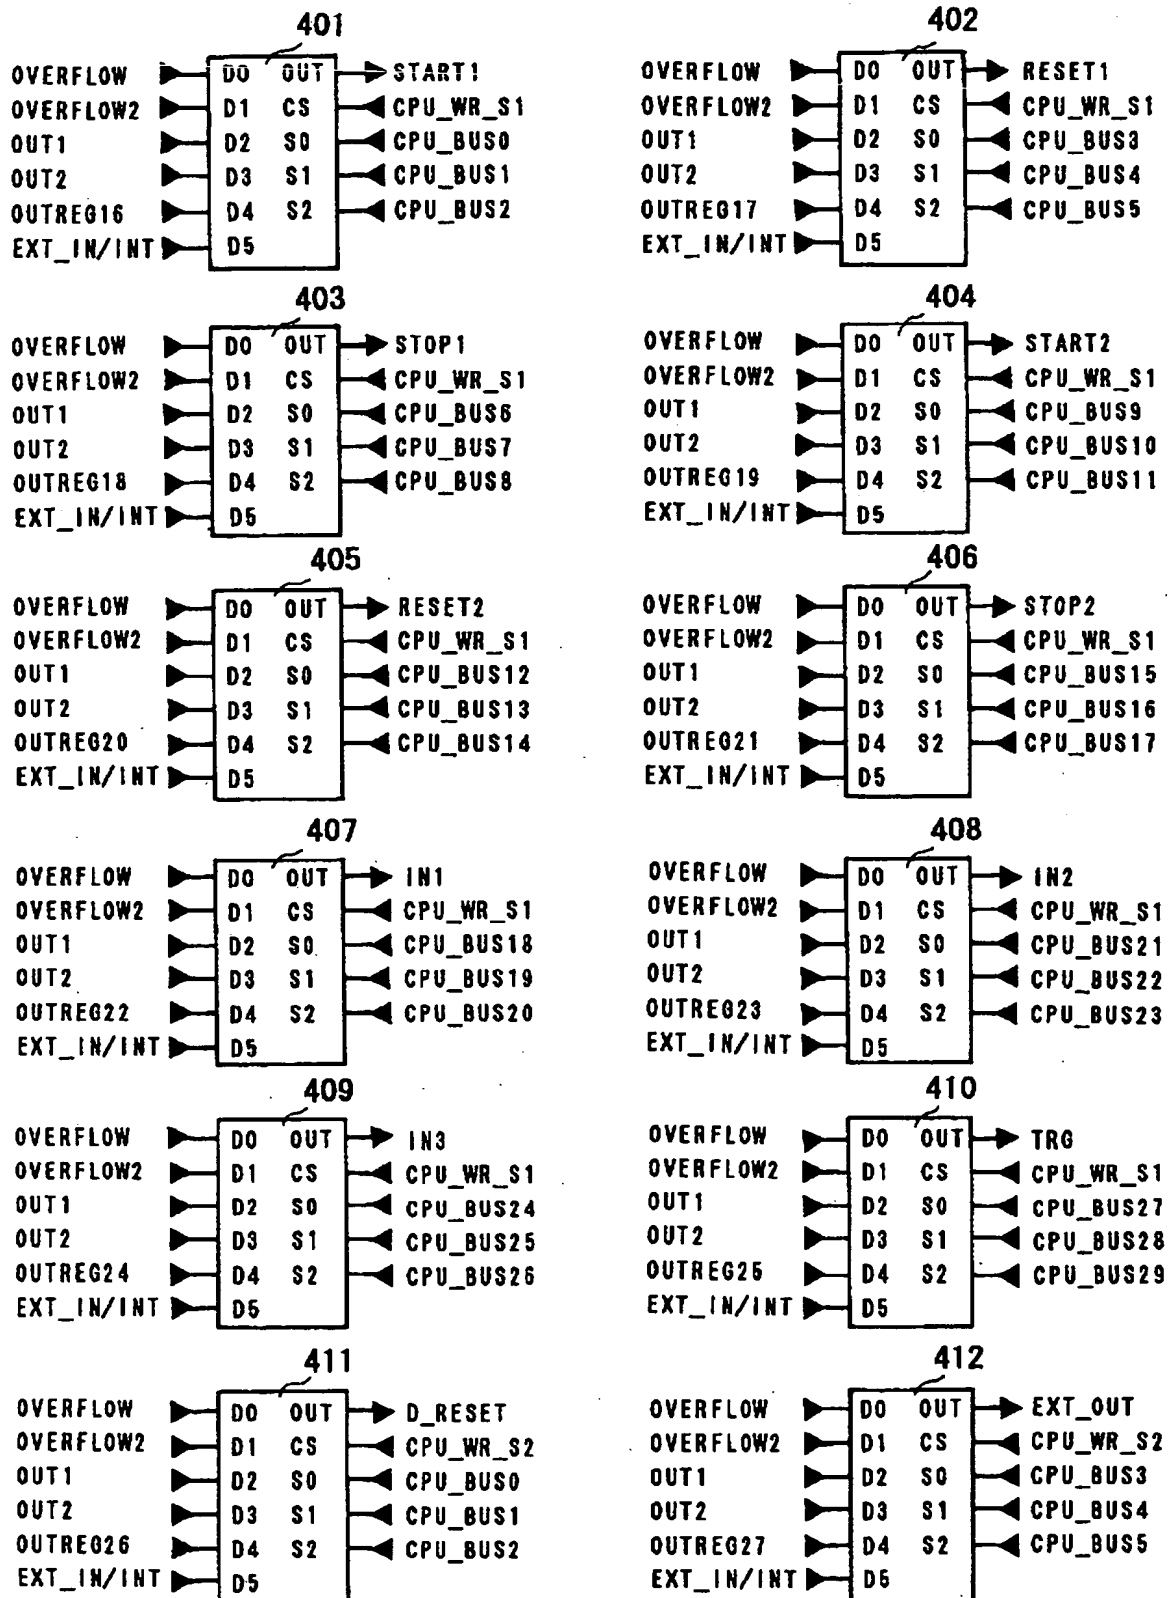 401
OVERFLOW D0 OUT START1
OVERFLOW2 D1 CS CPU_WR_S1
OUT1 D2 S0 CPU_BUS0
OUT2 D3 S1 CPU_BUS1
OUTREG16 D4 S2 CPU_BUS2
EXT_IN/INT D5
402
OVERFLOW D0 OUT RESET1
OVERFLOW2 D1 CS CPU_WR_S1
OUT1 D2 S0 CPU_BUS3
OUT2 D3 S1 CPU_BUS4
OUTREG17 D4 S2 CPU_BUS5
EXT_IN/INT D5
403
OVERFLOW D0 OUT STOP1
OVERFLOW2 D1 CS CPU_WR_S1
OUT1 D2 S0 CPU_BUS6
OUT2 D3 S1 CPU_BUS7
OUTREG18 D4 S2 CPU_BUS8
EXT_IN/INT D5
404
OVERFLOW D0 OUT START2
OVERFLOW2 D1 CS CPU_WR_S1
OUT1 D2 S0 CPU_BUS9
OUT2 D3 S1 CPU_BUS10
OUTREG19 D4 S2 CPU_BUS11
EXT_IN/INT D5
405
OVERFLOW D0 OUT RESET2
OVERFLOW2 D1 CS CPU_WR_S1
OUT1 D2 S0 CPU_BUS12
OUT2 D3 S1 CPU_BUS13
OUTREG20 D4 S2 CPU_BUS14
EXT_IN/INT D5
406
OVERFLOW D0 OUT STOP2
OVERFLOW2 D1 CS CPU_WR_S1
OUT1 D2 S0 CPU_BUS15
OUT2 D3 S1 CPU_BUS16
OUTREG21 D4 S2 CPU_BUS17
EXT_IN/INT D5
407
OVERFLOW D0 OUT IN1
OVERFLOW2 D1 CS CPU_WR_S1
OUT1 D2 S0 CPU_BUS18
OUT2 D3 S1 CPU_BUS19
OUTREG22 D4 S2 CPU_BUS20
EXT_IN/INT D5
408
OVERFLOW D0 OUT IN2
OVERFLOW2 D1 CS CPU_WR_S1
OUT1 D2 S0 CPU_BUS21
OUT2 D3 S1 CPU_BUS22
OUTREG23 D4 S2 CPU_BUS23
EXT_IN/INT D5
409
OVERFLOW D0 OUT IN3
OVERFLOW2 D1 CS CPU_WR_S1
OUT1 D2 S0 CPU_BUS24
OUT2 D3 S1 CPU_BUS25
OUTREG24 D4 S2 CPU_BUS26
EXT_IN/INT D5
410
OVERFLOW D0 OUT TRG
OVERFLOW2 D1 CS CPU_WR_S1
OUT1 D2 S0 CPU_BUS27
OUT2 D3 S1 CPU_BUS28
OUTREG25 D4 S2 CPU_BUS29
EXT_IN/INT D5
411
OVERFLOW D0 OUT D_RESET
OVERFLOW2 D1 CS CPU_WR_S2
OUT1 D2 S0 CPU_BUS0
OUT2 D3 S1 CPU_BUS1
OUTREG26 D4 S2 CPU_BUS2
EXT_IN/INT D5
412
OVERFLOW D0 OUT EXT_OUT
OVERFLOW2 D1 CS CPU_WR_S2
OUT1 D2 S0 CPU_BUS3
OUT2 D3 S1 CPU_BUS4
OUTREG27 D4 S2 CPU_BUS5
EXT_IN/INT D5